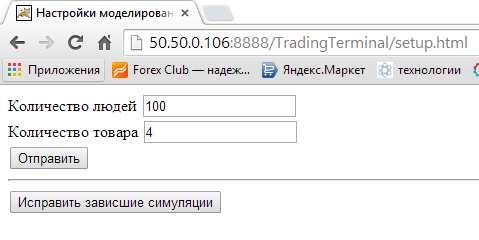 Настройки моделирован
50.50.0.106:8888/TradingTerminal/setup.html
Приложения Forex Club — надеж... Яндекс.Маркет технологии
Количество людей 100
Количество товара 4
Отправить
Исправить зависшие симуляции